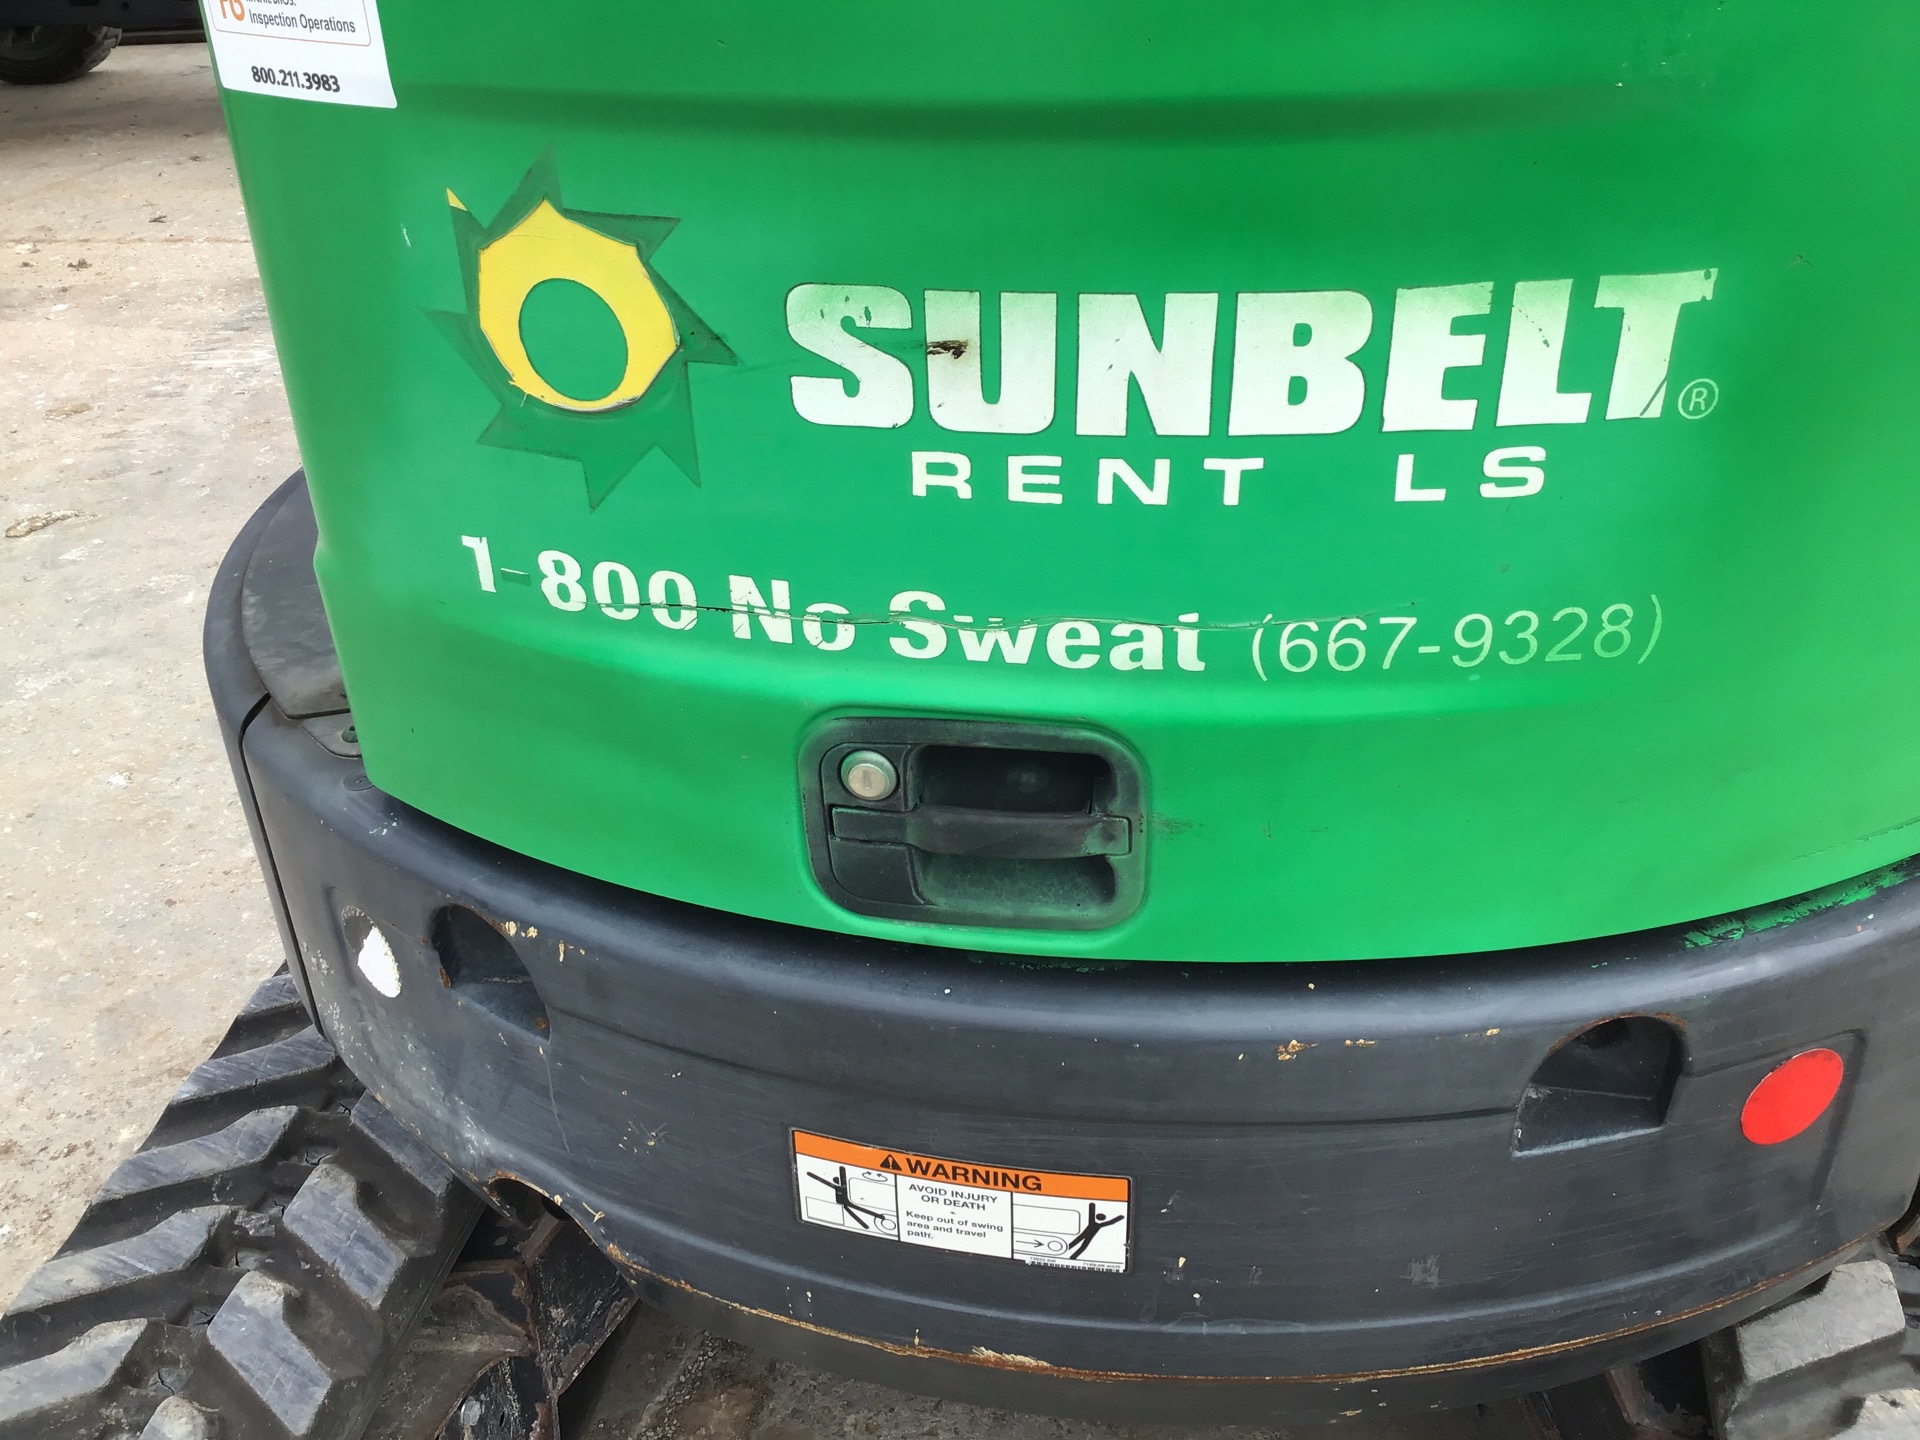 Inspection Operations
800.211.3983
SUNBELT®
RENT LS
1-800 No Sweat (667-9328)
WARNING
AVOID INJURY
OR DEATH
Keep out of swing
area and travel
path.